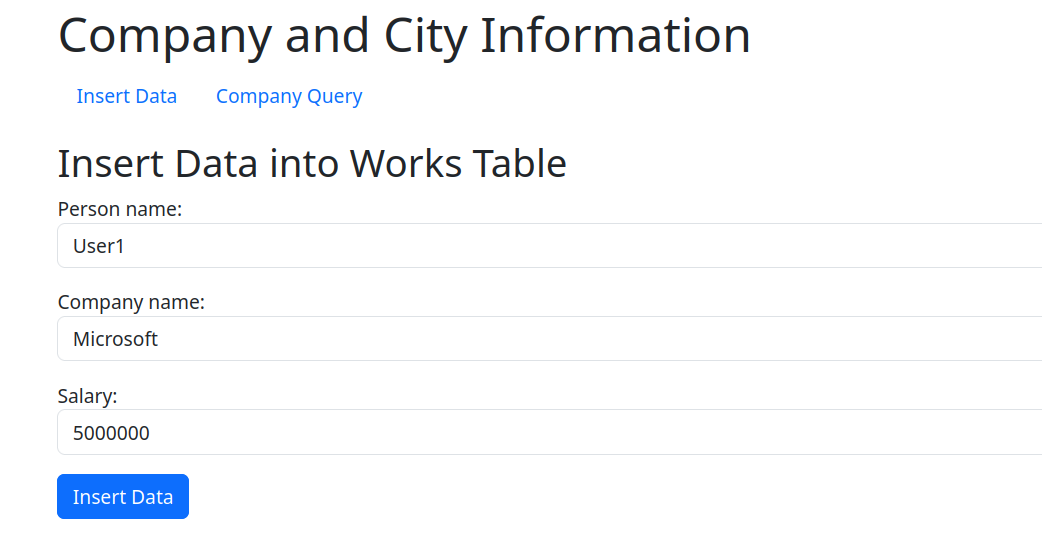 Company and City Information
Insert Data Company Query
Insert Data into Works Table
Person name:
User1
Company name:
Microsoft
Salary:
5000000
Insert Data